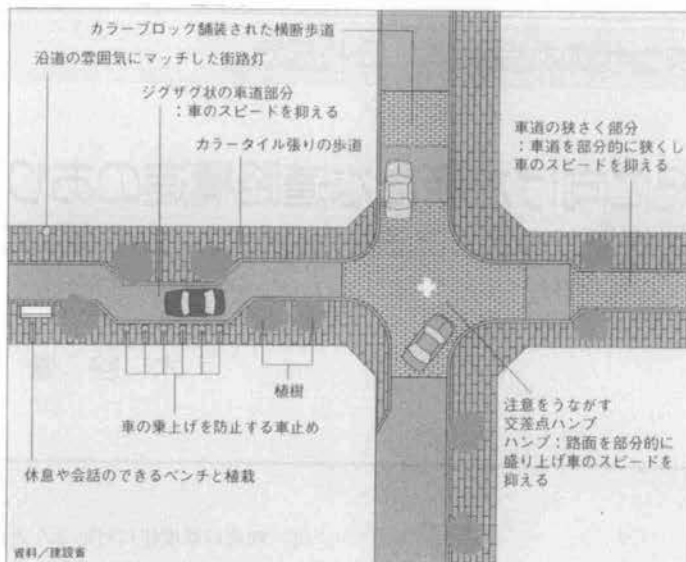 カラーブロック舗装された横断歩道
沿道の雰囲気にマッチした街路灯
ジグザグ状の車道部分
：車のスピードを抑える
カラータイル張りの歩道
車道の狭さく部分
：車道を部分的に狭くし
車のスピードを抑える
植樹
車の乗上げを防止する車止め
休息や会話のできるベンチと植栽
注意をうながす
交差点ハンプ
ハンプ：路面を部分的に
盛り上げ車のスピードを
抑える
資料／建設省